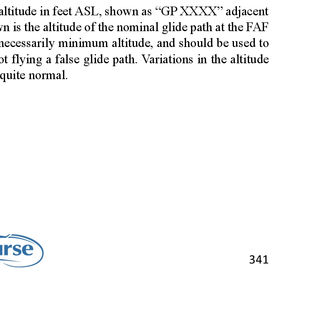 altitude in feet ASL, shown as “GP XXXX” adjacent
n is the altitude of the nominal glide path at the FAF
necessarily minimum altitude, and should be used to
ot flying a false glide path. Variations in the altitude
quite normal.
urse
341